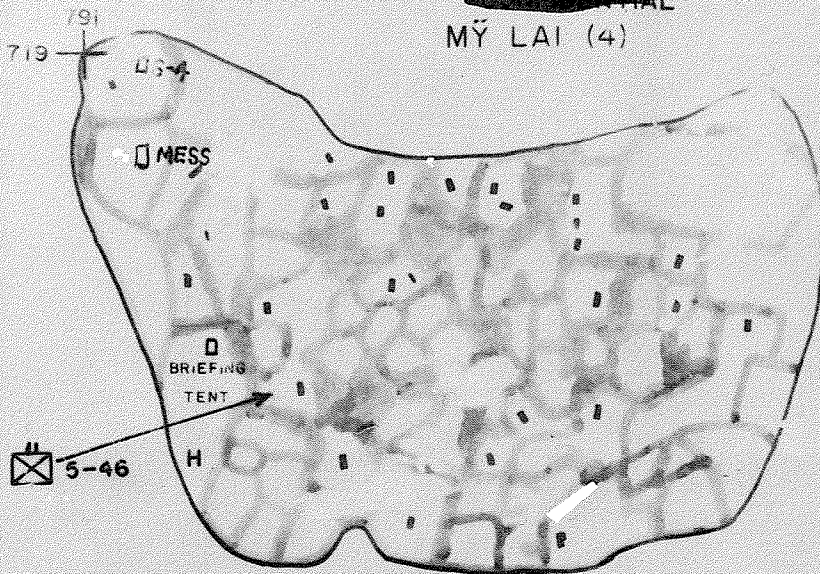 MỸ LAI (4)
791
719
MESS
BRIEFING
TENT
5-46
H